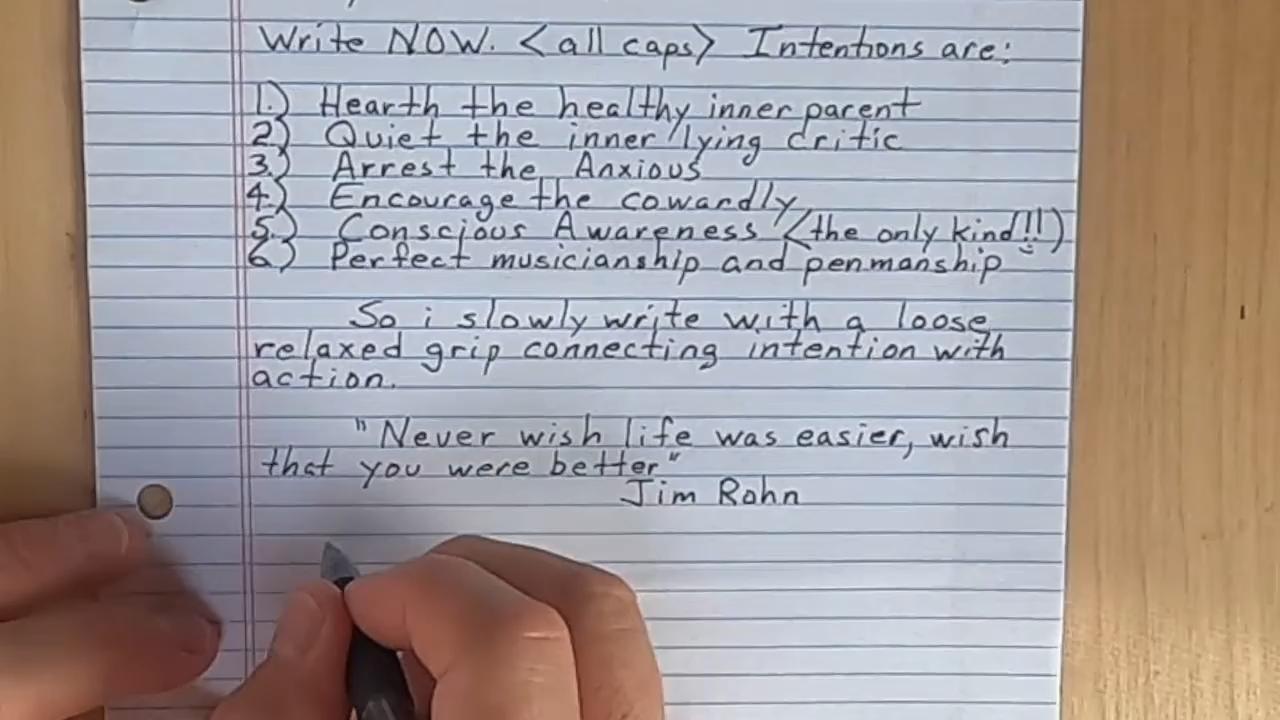 Write NOW. <all caps> Intentions are:
1.) Hearth the healthy inner parent
2.) Quiet the inner lying critic
3.) Arrest the Anxious
4.) Encourage the cowardly
5.) Conscious Awareness (the only kind!!)
6.) Perfect musicianship and penmanship
So i slowly write with a loose
relaxed grip connecting intention with
action.
"Never wish life was easier, wish
that you were better"
Jim Rohn